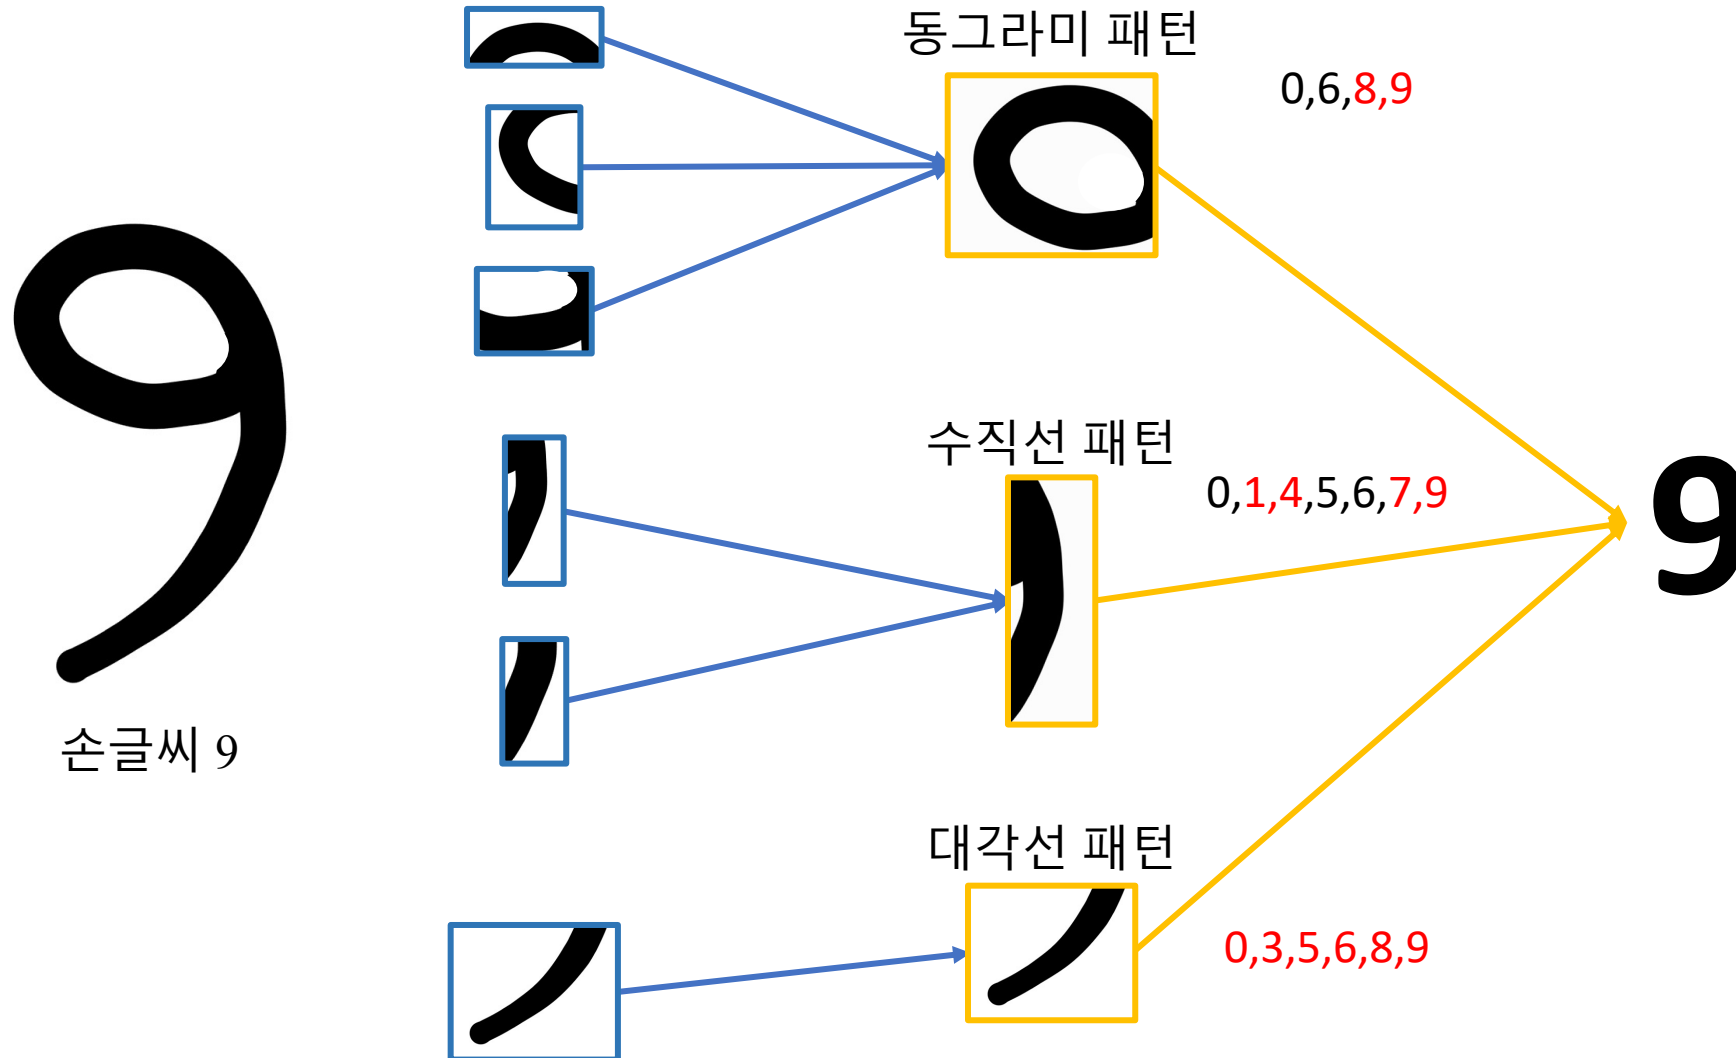 동그라미 패턴
0,6,8,9
수직선 패턴
0,1,4,5,6,7,9
9
손글씨 9
대각선 패턴
0,3,5,6,8,9